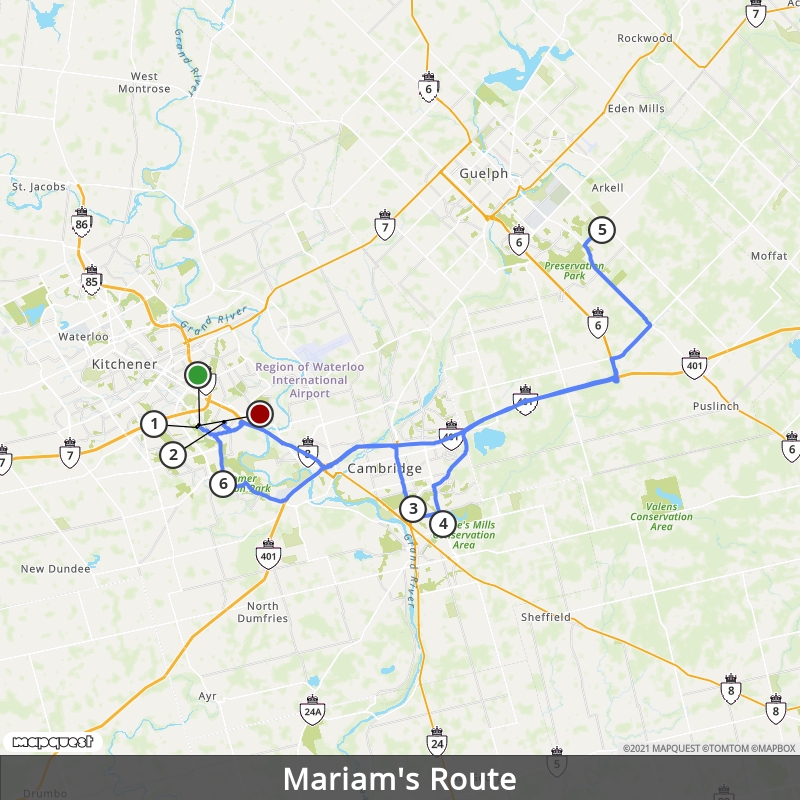 7
Ac
Rockwood
Grand River
West
Montrose
6
Eden Mills
Guelph
St. Jacobs
Arkell
86
7
5
6
Moffat
Preservation
Park
85
Grand River
6
Waterloo
Kitchener
Region of Waterloo
International
Airport
401
Puslinch
401
1
2
7
7
8
401
6
Cambridge
6
3
4
Mills
Conservation
Area
Valens
Conservation
Area
Grand River
401
New Dundee
North
Dumfries
Sheffield
Ayr
24A
8
8
24
mapquest
©2021 MAPQUEST ©TOMTOM ©MAPBOX
5
Mariam's Route
Drumbo